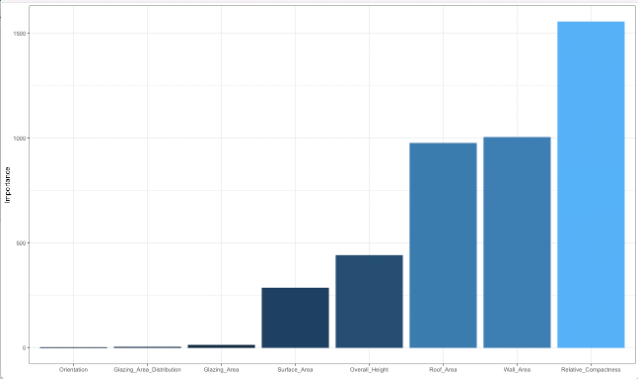 Importance
1500
1000
500
0
Orientation Glazing_Area_Distribution Glazing_Area Surface_Area Overall_Height Roof_Area Wall_Area Relative_Compactness